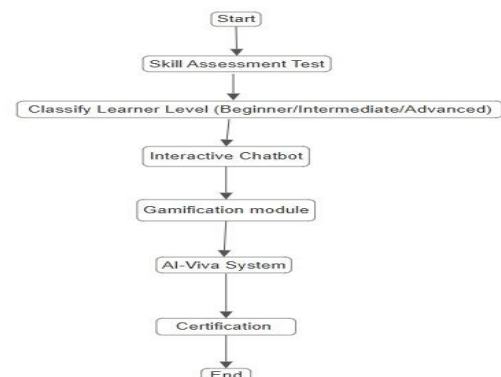 Start
Skill Assessment Test
Classify Learner Level (Beginner/Intermediate/Advanced)
Interactive Chatbot
Gamification module
AI-Viva System
Certification
End